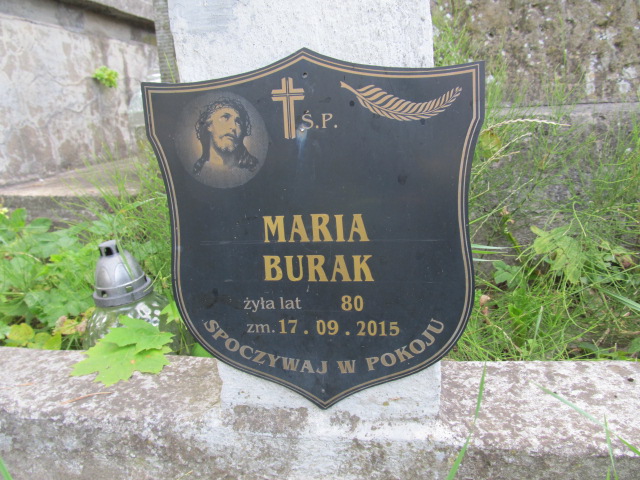 Ś.P.
MARIA
BURAK
żyła lat 80
zm. 17.09.2015
SPOCZYWAJ W POKOJU